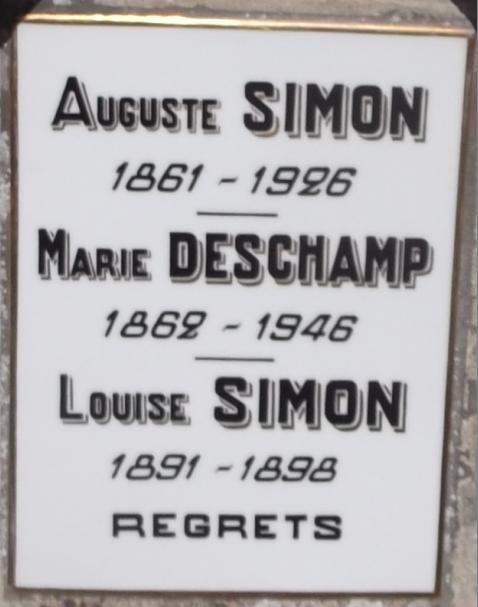 Auguste SIMON
1861 - 1926
Marie DESCHAMP
1862 - 1946
Louise SIMON
1891 - 1898
REGRETS